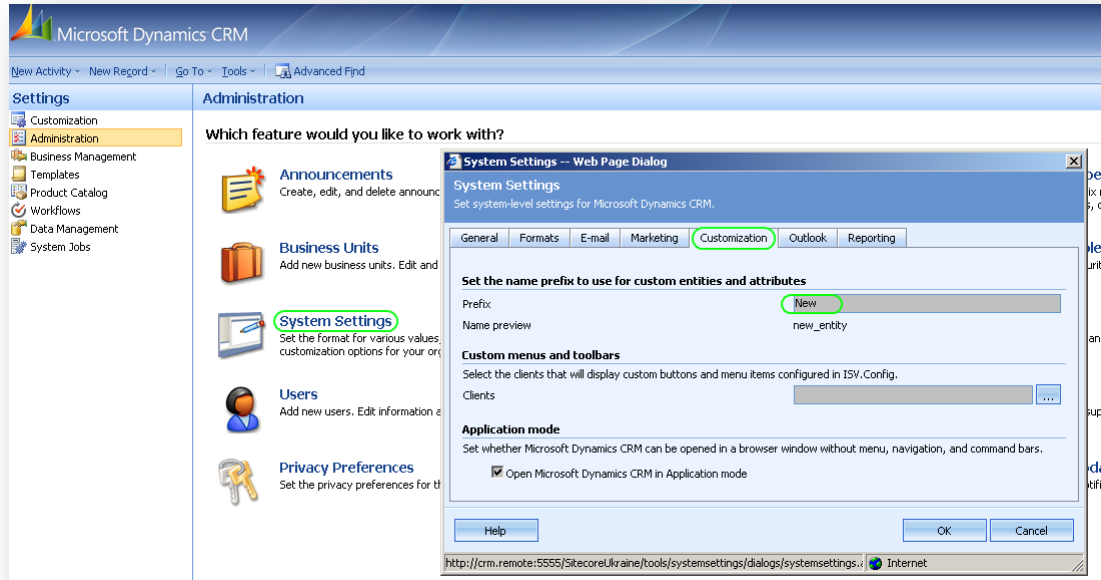 Microsoft Dynamics CRM
New Activity New Record Go To Tools Advanced Find
Settings
Customization
Administration
Business Management
Templates
Product Catalog
Workflows
Data Management
System Jobs
Administration
Which feature would you like to work with?
Announcements
Create, edit, and delete announc
Business Units
Add new business units. Edit and
System Settings
Set the format for various values,
customization options for your org
Users
Add new users. Edit information a
Privacy Preferences
Set the privacy preferences for th
System Settings -- Web Page Dialog
System Settings
Set system-level settings for Microsoft Dynamics CRM.
General Formats E-mail Marketing Customization Outlook Reporting
Set the name prefix to use for custom entities and attributes
Prefix New
Name preview new_entity
Custom menus and toolbars
Select the clients that will display custom buttons and menu items configured in ISV.Config.
Clients ...
Application mode
Set whether Microsoft Dynamics CRM can be opened in a browser window without menu, navigation, and command bars.
Open Microsoft Dynamics CRM in Application mode
Help OK Cancel
http://crm.remote:5555/SitecoreUkraine/tools/systemsettings/dialogs/systemsettings. Internet